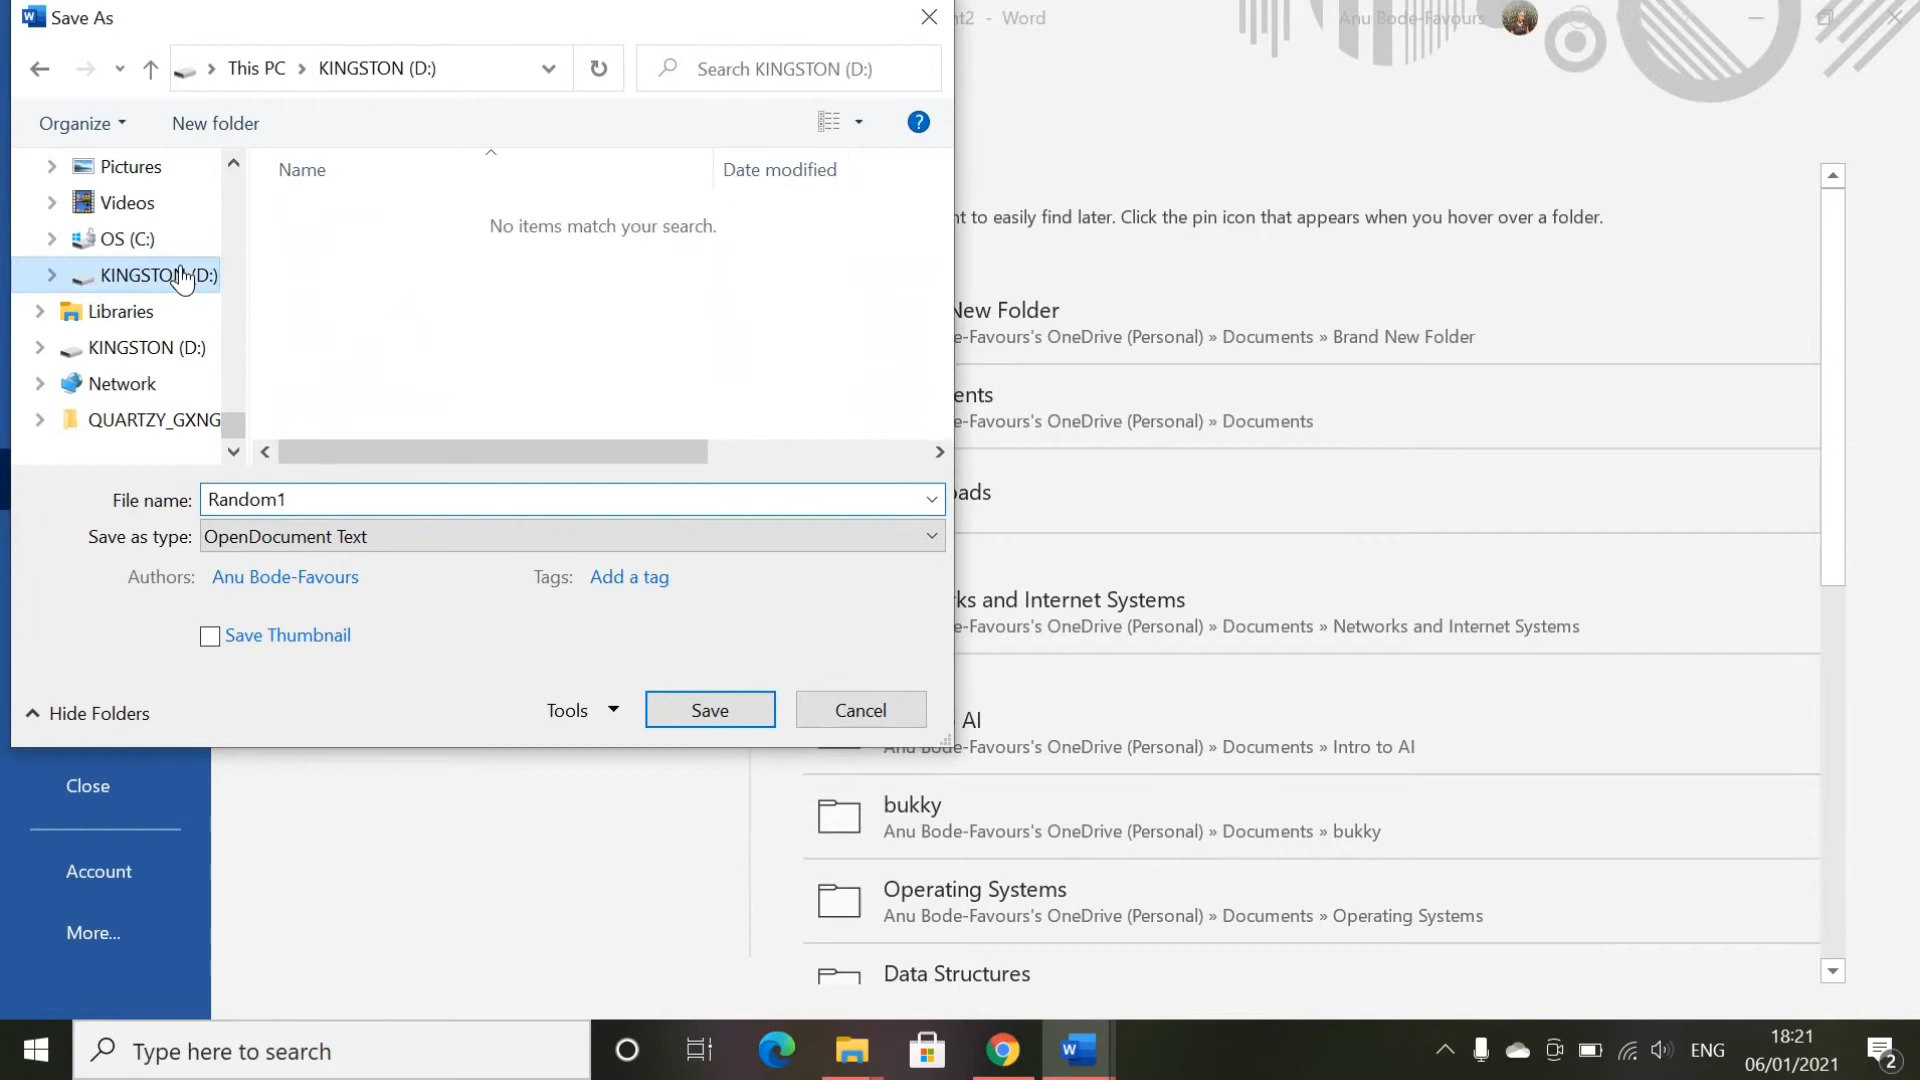 Save As
nt2 - Word
Anu Bode-Favours
This PC
KINGSTON (D:)
Search KINGSTON (D:)
Organize
New folder
?
Pictures
Videos
OS (C:)
KINGSTON (D:)
Libraries
KINGSTON (D:)
Network
QUARTZY_GXNG
Name
Date modified
No items match your search.
File name: Random1
Save as type: OpenDocument Text
Authors: Anu Bode-Favours
Tags: Add a tag
Save Thumbnail
Hide Folders
Tools
Save
Cancel
nt to easily find later. Click the pin icon that appears when you hover over a folder.
New Folder
e-Favours's OneDrive (Personal) » Documents » Brand New Folder
ents
e-Favours's OneDrive (Personal) » Documents
oads
rks and Internet Systems
e-Favours's OneDrive (Personal) » Documents » Networks and Internet Systems
AI
Anu Bode-Favours's OneDrive (Personal) » Documents » Intro to AI
bukky
Anu Bode-Favours's OneDrive (Personal) » Documents » bukky
Operating Systems
Anu Bode-Favours's OneDrive (Personal) » Documents » Operating Systems
Data Structures
Close
Account
More...
Type here to search
W
ENG
18:21
06/01/2021
2